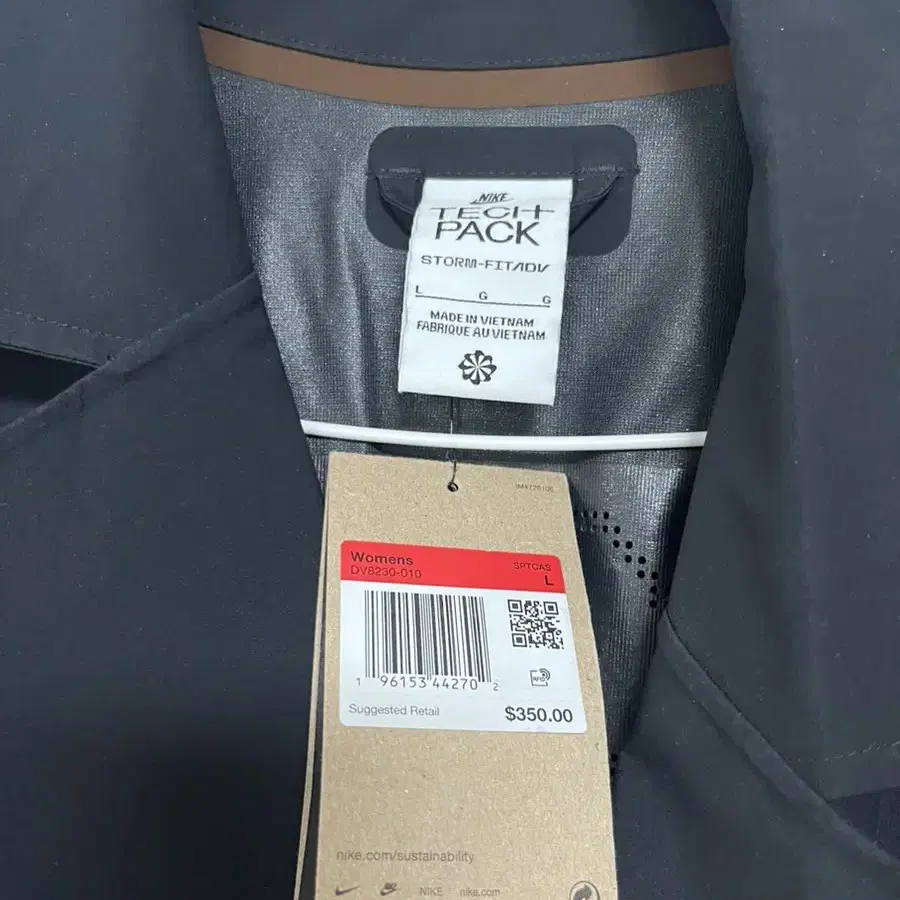 NIKE
TECH
PACK
STORM-FIT/ADV
L G G
MADE IN VIETNAM
FABRIQUE AU VIETNAM
Womens
DV8230-010
SPTCAS
L
1 96153 44270 2
RFID
Suggested Retail
$350.00
nike.com/sustainability
NIKE nike.com